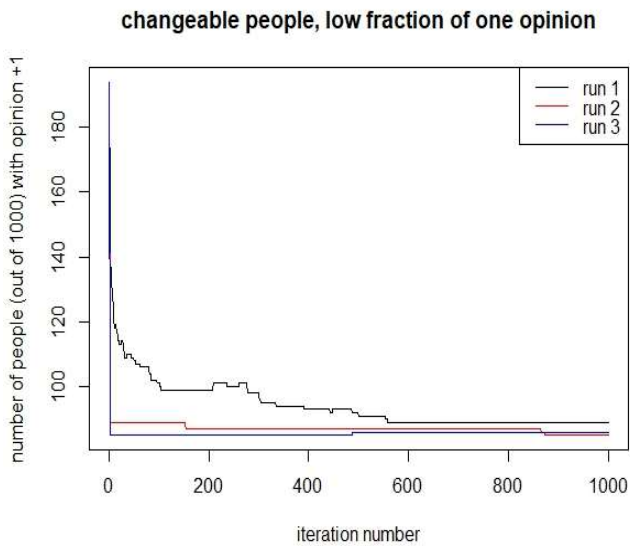 changeable people, low fraction of one opinion
number of people (out of 1000) with opinion +1
180
160
140
120
100
run 1
run 2
run 3
0 200 400 600 800 1000
iteration number